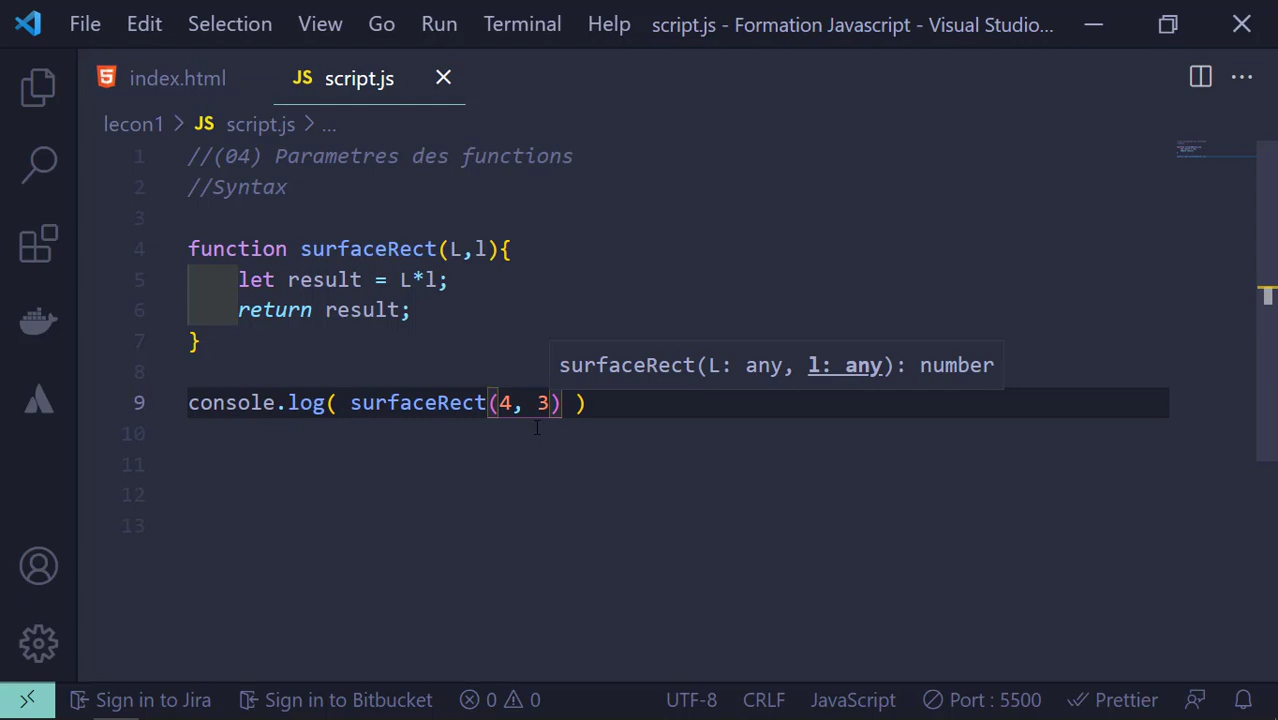 File Edit Selection View Go Run Terminal Help script.js - Formation Javascript - Visual Studio...
index.html JS script.js
lecon1 > JS script.js > ...
1 //(04) Parametres des functions
2 //Syntax
3
4 function surfaceRect(L,l){
5 let result = L*l;
6 return result;
7 }
8
surfaceRect(L: any, l: any): number
9 console.log( surfaceRect(4, 3) )
10
11
12
13
Sign in to Jira Sign in to Bitbucket 0 0 UTF-8 CRLF JavaScript Port : 5500 Prettier